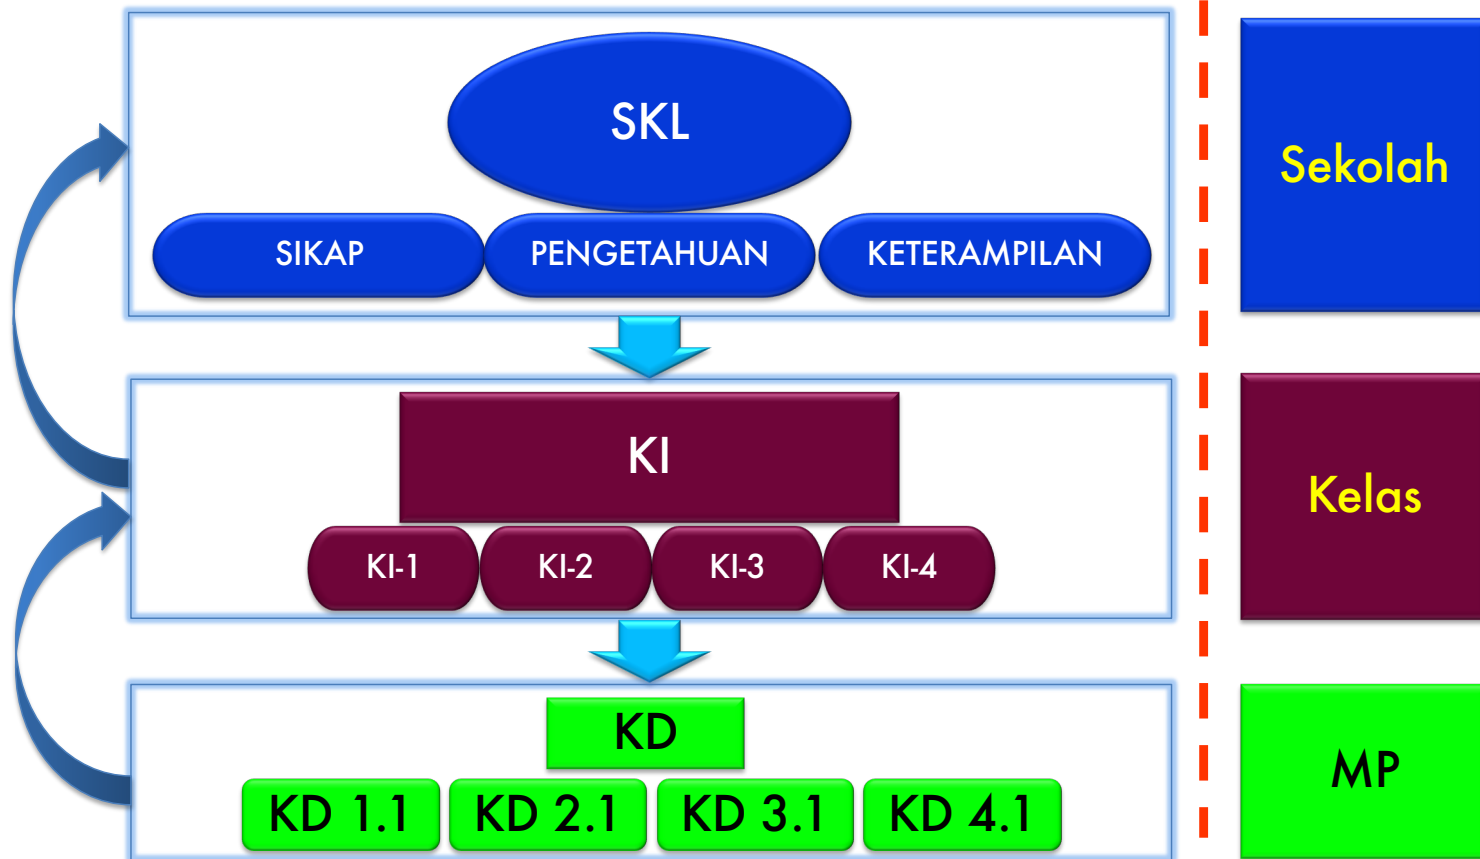 SKL
Sekolah
SIKAP
PENGETAHUAN
KETERAMPILAN
KI
Kelas
KI-1
KI-2
KI-3
KI-4
KD
MP
KD 1.1
KD 2.1
KD 3.1
KD 4.1